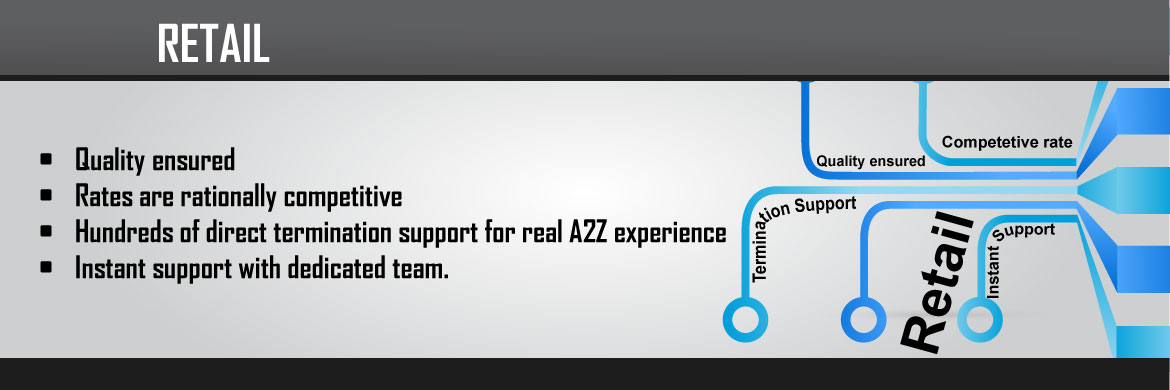 RETAIL
Quality ensured
Rates are rationally competitive
Hundreds of direct termination support for real A2Z experience
Instant support with dedicated team.
Competetive rate
Quality ensured
Termination Support
Retail
Instant Support